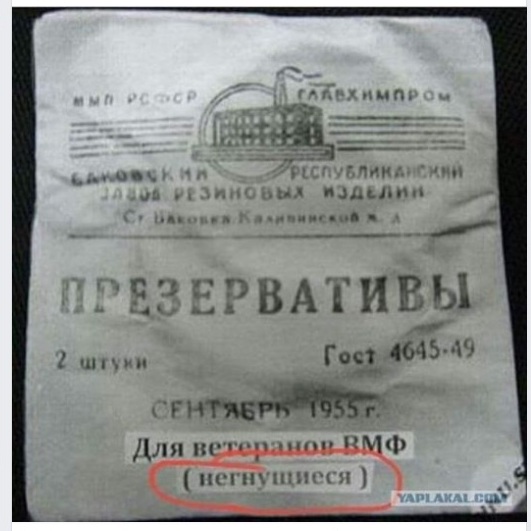 ММП РСФСР ГЛАВХИМПРОМ
БАКОВСКИЙ РЕСПУБЛИКАНСКИЙ
ЗАВОД РЕЗИНОВЫХ ИЗДЕЛИЙ
Ст Баковка Калининской ж. д
ПРЕЗЕРВАТИВЫ
2 штуки Гост 4645-49
СЕНТЯБРЬ 1955 г.
Для ветеранов ВМФ
( негнущиеся )
YAPLAKAL.COM